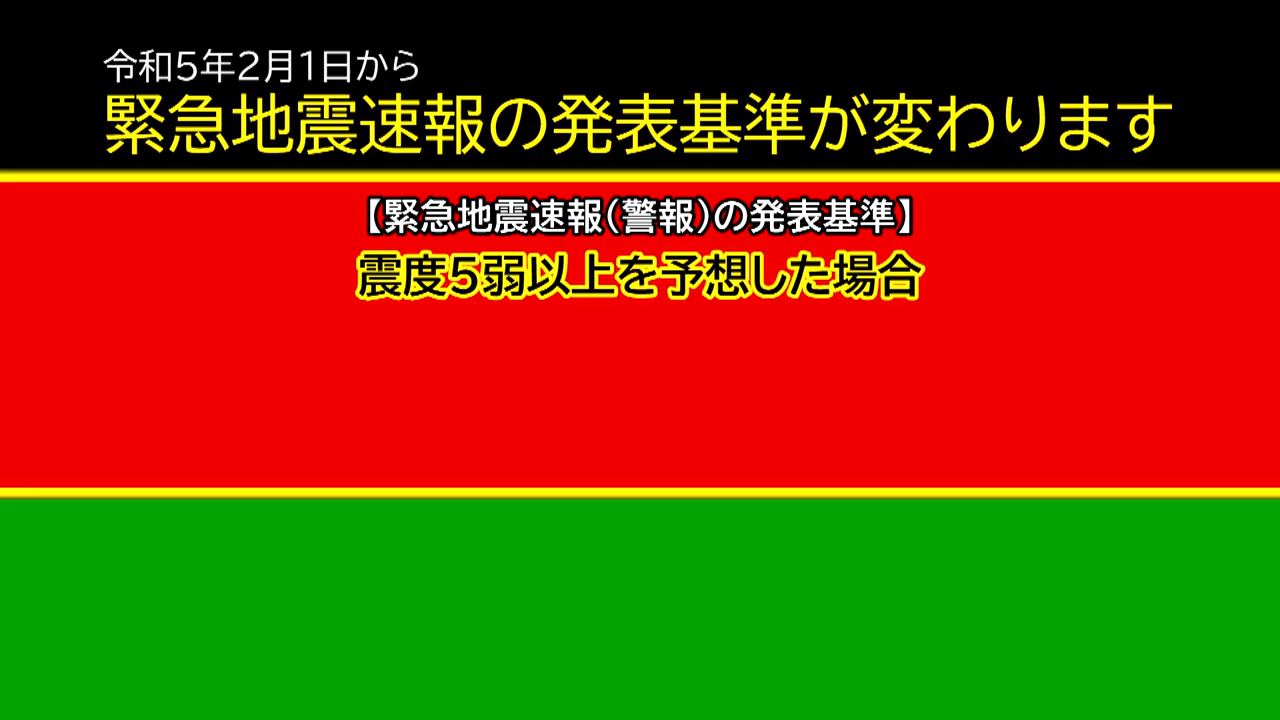 令和5年2月1日から
緊急地震速報の発表基準が変わります
【緊急地震速報(警報)の発表基準】
震度5弱以上を予想した場合